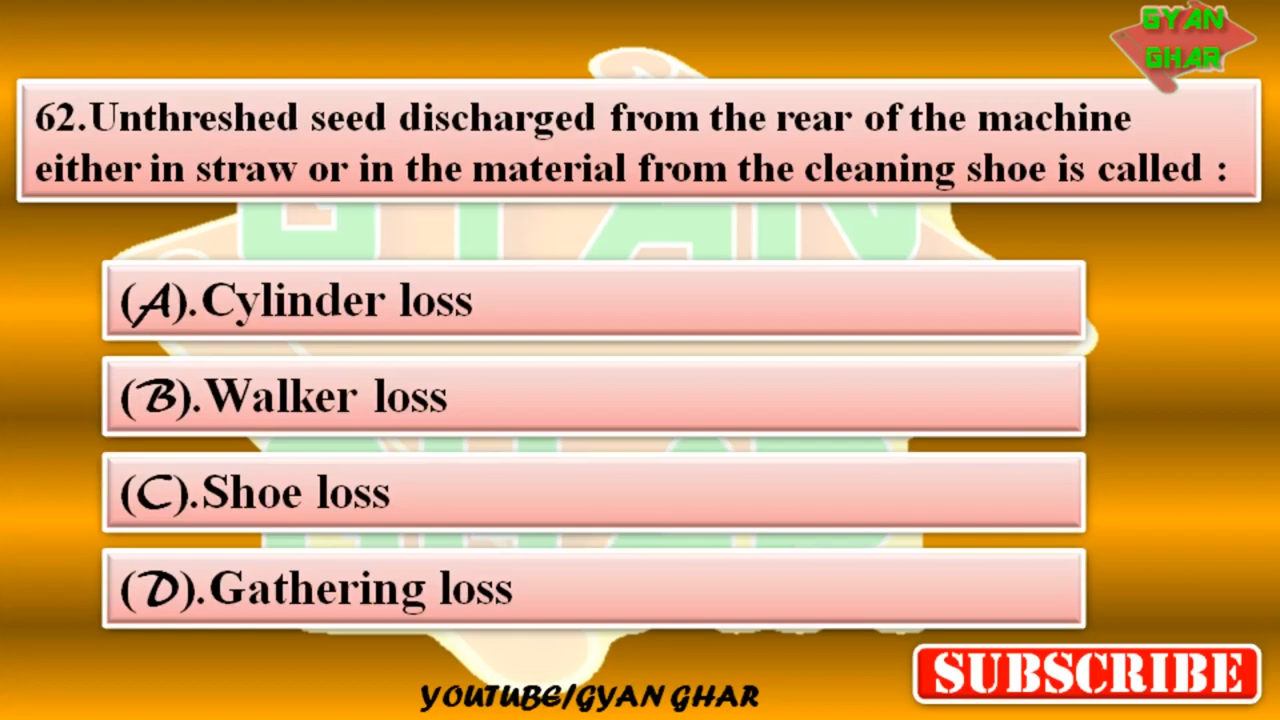 GYAN
GHAR
62.Unthreshed seed discharged from the rear of the machine
either in straw or in the material from the cleaning shoe is called :
(A).Cylinder loss
(B).Walker loss
(C).Shoe loss
(D).Gathering loss
SUBSCRIBE
YOUTUBE/GYAN GHAR